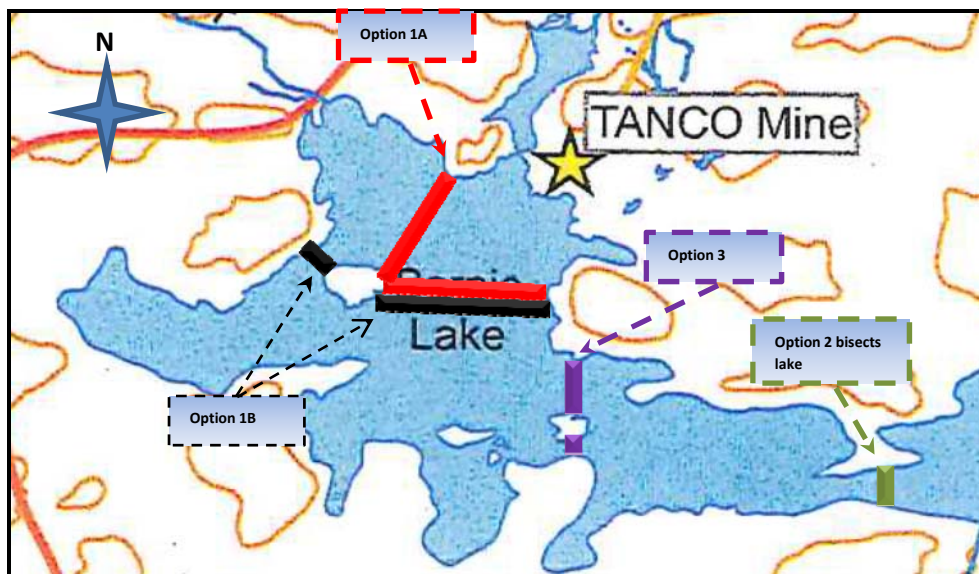 N
Option 1A
TANCO Mine
Option 3
Lake
Option 2 bisects
lake
Option 1B